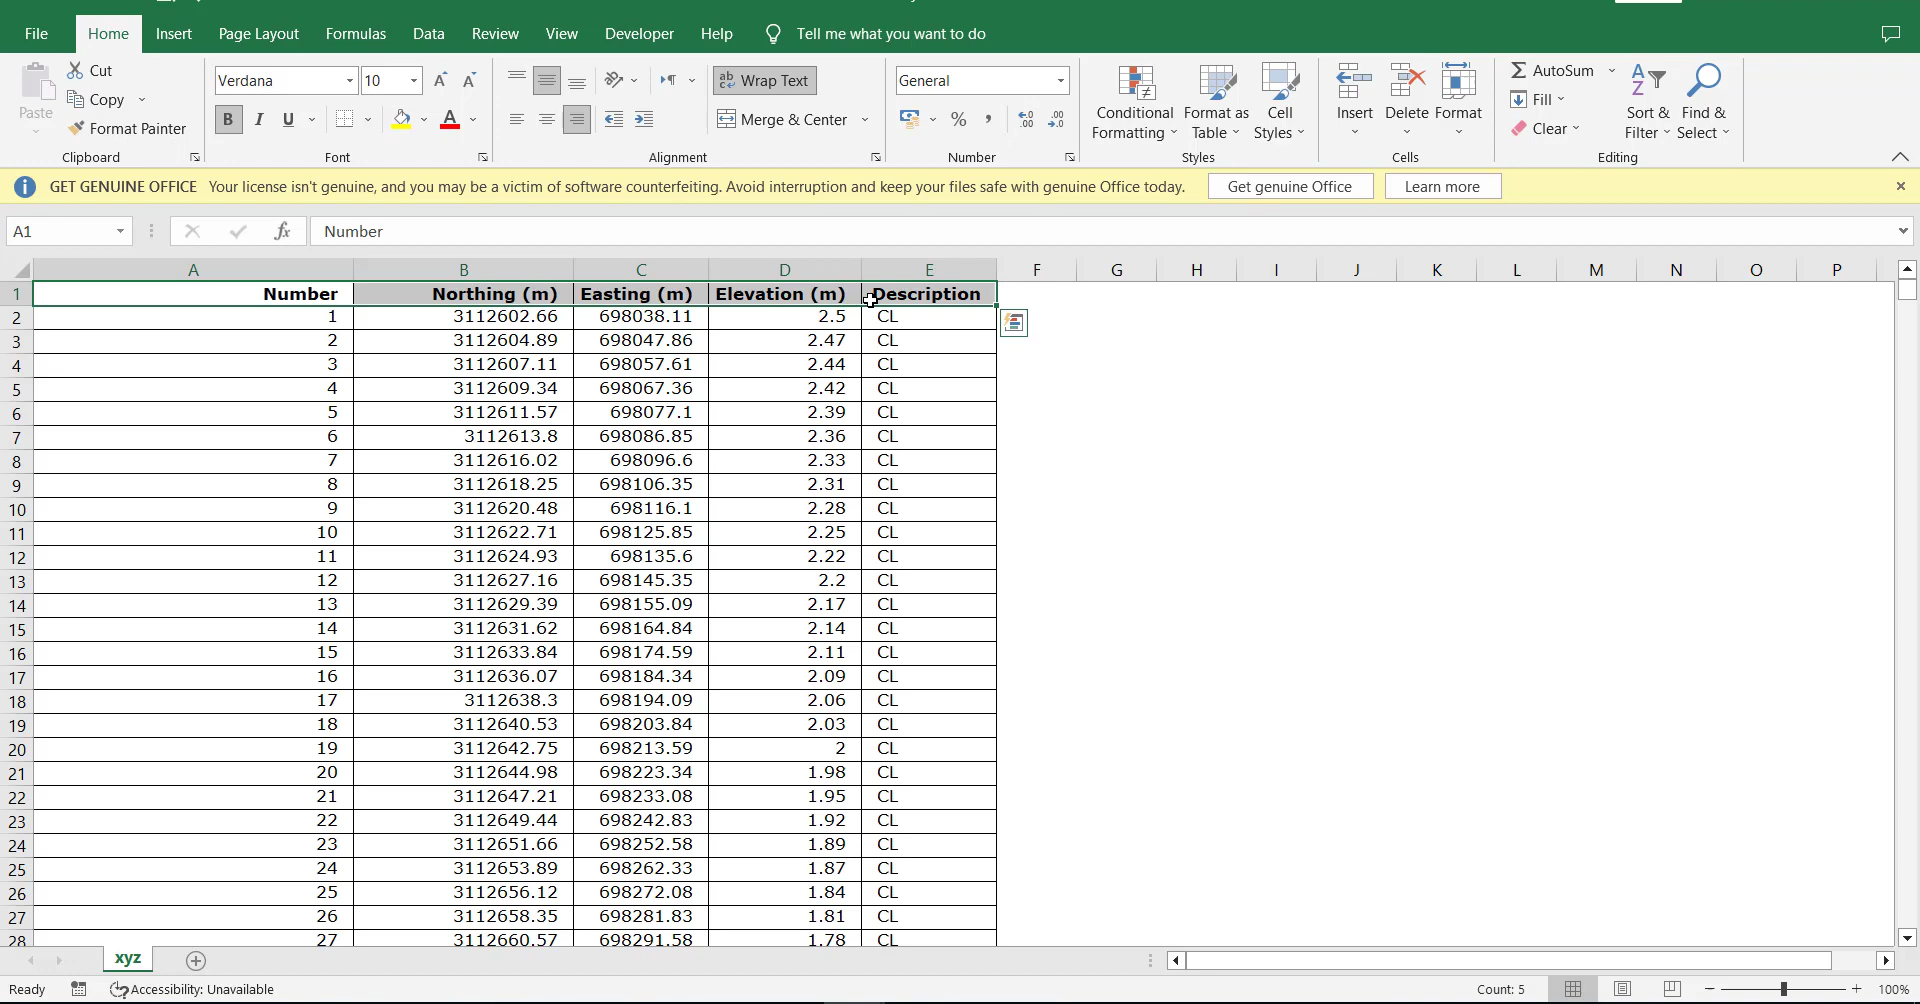 File Home Insert Page Layout Formulas Data Review View Developer Help Tell me what you want to do
Paste Cut Copy Format Painter Clipboard
Verdana 10 B I U A Font
ab Wrap Text Merge & Center Alignment
General % , .0 .00 Number
Conditional Formatting Format as Table Cell Styles Styles
Insert Delete Format Cells
AutoSum Fill Clear Sort & Filter Find & Select Editing
GET GENUINE OFFICE Your license isn't genuine, and you may be a victim of software counterfeiting. Avoid interruption and keep your files safe with genuine Office today. Get genuine Office Learn more
A1 fx Number
A B C D E F G H I J K L M N O P
1 Number Northing (m) Easting (m) Elevation (m) Description
2 1 3112602.66 698038.11 2.5 CL
3 2 3112604.89 698047.86 2.47 CL
4 3 3112607.11 698057.61 2.44 CL
5 4 3112609.34 698067.36 2.42 CL
6 5 3112611.57 698077.1 2.39 CL
7 6 3112613.8 698086.85 2.36 CL
8 7 3112616.02 698096.6 2.33 CL
9 8 3112618.25 698106.35 2.31 CL
10 9 3112620.48 698116.1 2.28 CL
11 10 3112622.71 698125.85 2.25 CL
12 11 3112624.93 698135.6 2.22 CL
13 12 3112627.16 698145.35 2.2 CL
14 13 3112629.39 698155.09 2.17 CL
15 14 3112631.62 698164.84 2.14 CL
16 15 3112633.84 698174.59 2.11 CL
17 16 3112636.07 698184.34 2.09 CL
18 17 3112638.3 698194.09 2.06 CL
19 18 3112640.53 698203.84 2.03 CL
20 19 3112642.75 698213.59 2 CL
21 20 3112644.98 698223.34 1.98 CL
22 21 3112647.21 698233.08 1.95 CL
23 22 3112649.44 698242.83 1.92 CL
24 23 3112651.66 698252.58 1.89 CL
25 24 3112653.89 698262.33 1.87 CL
26 25 3112656.12 698272.08 1.84 CL
27 26 3112658.35 698281.83 1.81 CL
28 27 3112660.57 698291.58 1.78 CL
xyz
Ready Accessibility: Unavailable Count: 5 100%